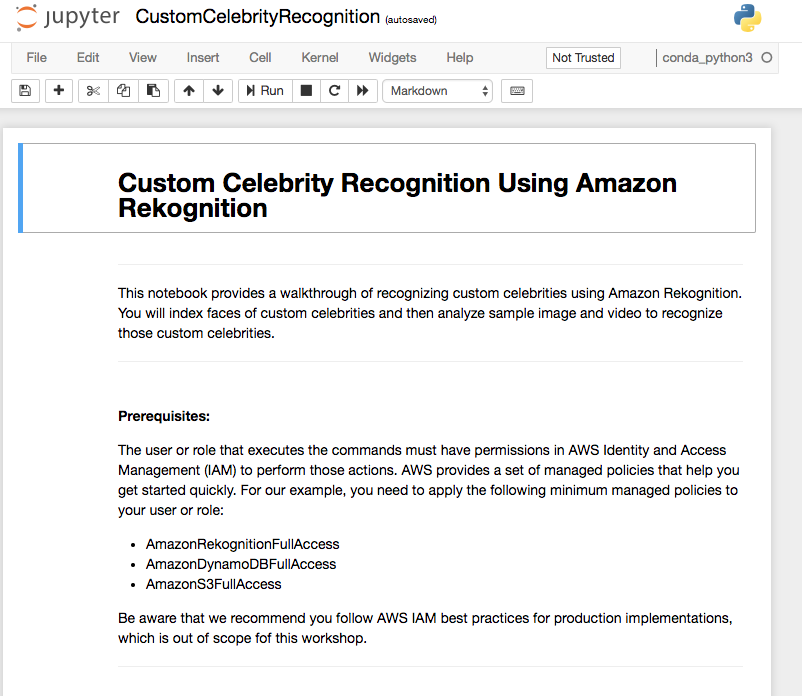 jupyter CustomCelebrityRecognition (autosaved)
File Edit View Insert Cell Kernel Widgets Help Not Trusted conda_python3
Run Markdown
Custom Celebrity Recognition Using Amazon
Rekognition
This notebook provides a walkthrough of recognizing custom celebrities using Amazon Rekognition.
You will index faces of custom celebrities and then analyze sample image and video to recognize
those custom celebrities.
Prerequisites:
The user or role that executes the commands must have permissions in AWS Identity and Access
Management (IAM) to perform those actions. AWS provides a set of managed policies that help you
get started quickly. For our example, you need to apply the following minimum managed policies to
your user or role:
• AmazonRekognitionFullAccess
• AmazonDynamoDBFullAccess
• AmazonS3FullAccess
Be aware that we recommend you follow AWS IAM best practices for production implementations,
which is out of scope fof this workshop.